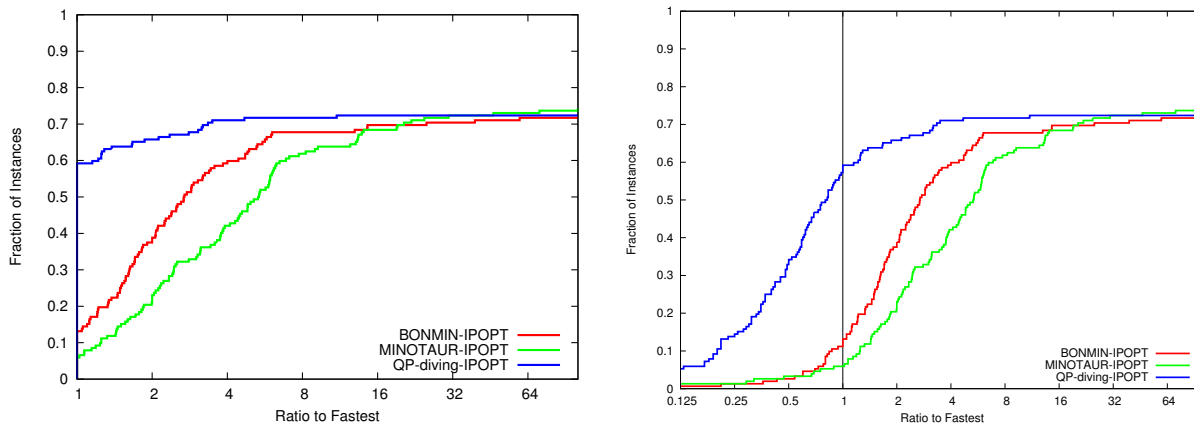 1
0.9
0.8
0.7
0.6
0.5
0.4
0.3
0.2
0.1
0
Fraction of Instances
BONMIN-IPOPT
MINOTAUR-IPOPT
QP-diving-IPOPT
1 2 4 8 16 32 64
Ratio to Fastest
1
0.9
0.8
0.7
0.6
0.5
0.4
0.3
0.2
0.1
0
Fraction of Instances
BONMIN-IPOPT
MINOTAUR-IPOPT
QP-diving-IPOPT
0.125 0.25 0.5 1 2 4 8 16 32 64
Ratio to Fastest